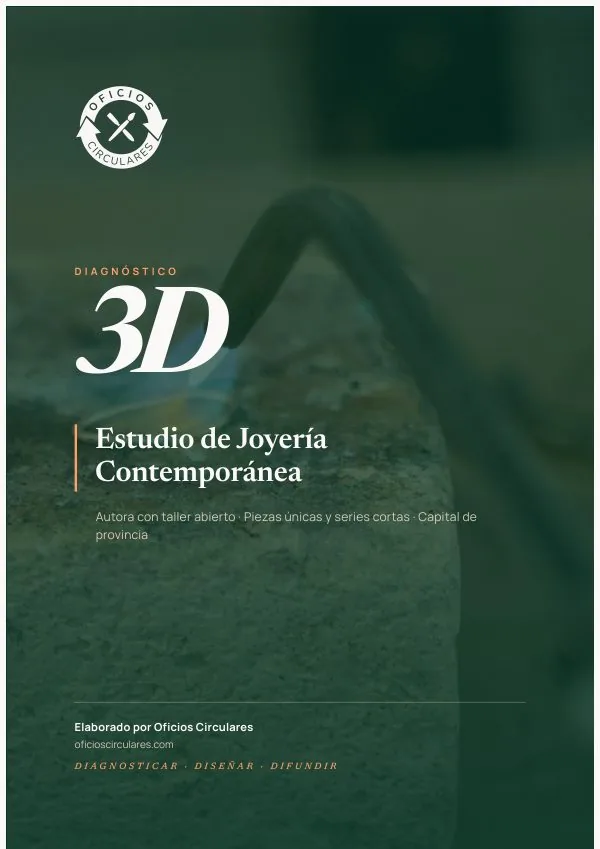 OFICIOS
CIRCULARES
DIAGNÓSTICO
3D
Estudio de Joyería
Contemporánea
Autora con taller abierto · Piezas únicas y series cortas · Capital de
provincia
Elaborado por Oficios Circulares
oficioscirculares.com
DIAGNOSTICAR · DISEÑAR · DIFUNDIR